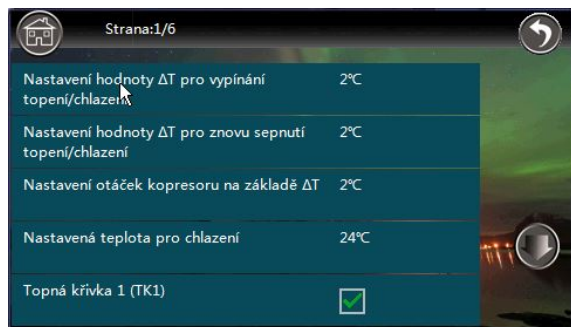 Strana:1/6
Nastavení hodnoty ΔT pro vypínání 2℃
topení/chlazení
Nastavení hodnoty ΔT pro znovu sepnutí 2℃
topení/chlazení
Nastavení otáček kopresoru na základě ΔT 2℃
Nastavená teplota pro chlazení 24℃
Topná křivka 1 (TK1)